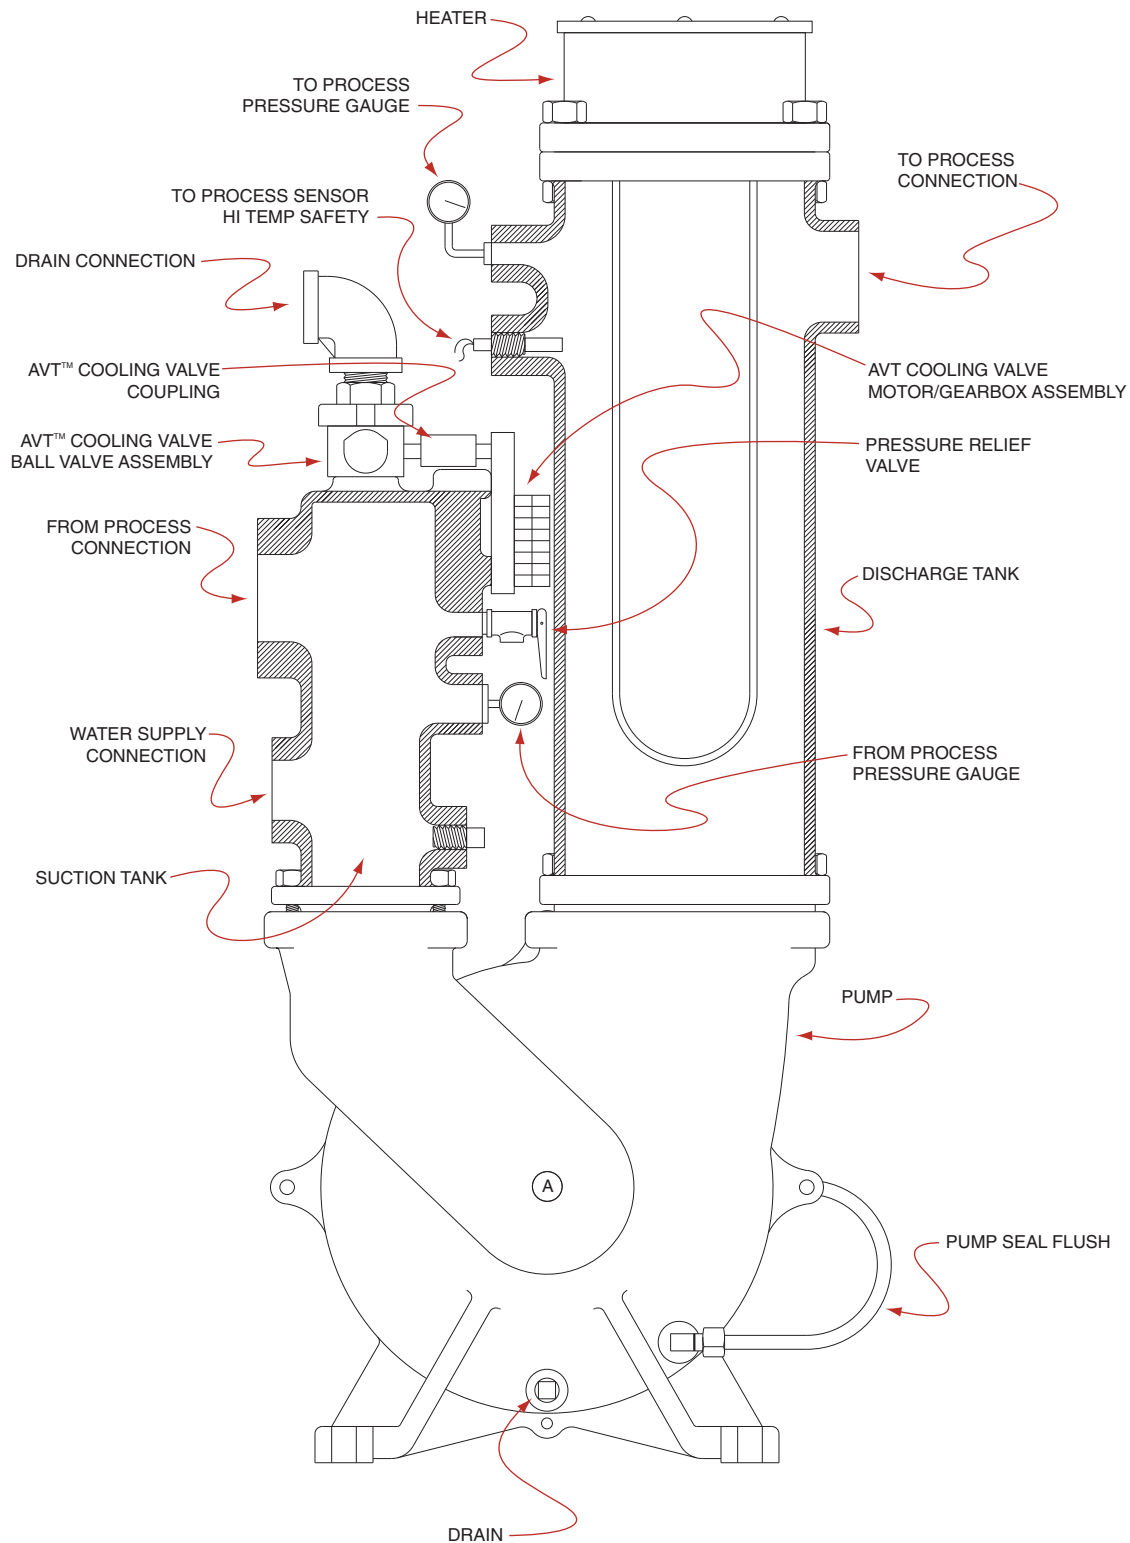 HEATER
TO PROCESS
PRESSURE GAUGE
TO PROCESS
CONNECTION
TO PROCESS SENSOR
HI TEMP SAFETY
DRAIN CONNECTION
AVT™ COOLING VALVE
COUPLING
AVT COOLING VALVE
MOTOR/GEARBOX ASSEMBLY
AVT™ COOLING VALVE
BALL VALVE ASSEMBLY
PRESSURE RELIEF
VALVE
FROM PROCESS
CONNECTION
DISCHARGE TANK
WATER SUPPLY
CONNECTION
FROM PROCESS
PRESSURE GAUGE
SUCTION TANK
PUMP
A
PUMP SEAL FLUSH
DRAIN